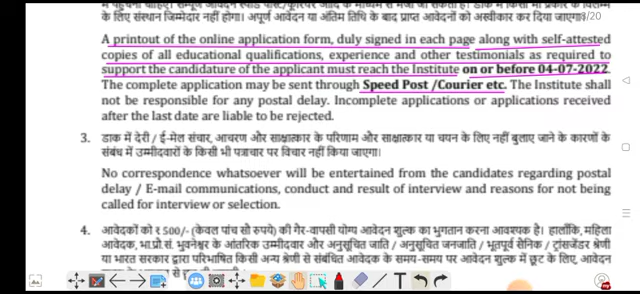 के लिए संस्थान जिम्मेदार नहीं होगा। अपूर्ण आवेदन या अंतिम तिथि के बाद प्राप्त आवेदनों को अस्वीकार कर दिया जाएगा।
/20
A printout of the online application form, duly signed in each page along with self-attested
copies of all educational qualifications, experience and other testimonials as required to
support the candidature of the applicant must reach the Institute on or before 04-07-2022.
The complete application may be sent through Speed Post /Courier etc. The Institute shall
not be responsible for any postal delay. Incomplete applications or applications received
after the last date are liable to be rejected.
3. डाक में देरी / ई-मेल संचार, आचरण और साक्षात्कार के परिणाम और साक्षात्कार या चयन के लिए नहीं बुलाए जाने के कारणों के
संबंध में उम्मीदवारों के किसी भी पत्राचार पर विचार नहीं किया जाएगा।
No correspondence whatsoever will be entertained from the candidates regarding postal
delay / E-mail communications, conduct and result of interview and reasons for not being
called for interview or selection.
4. आवेदकों को ₹ 500/- (केवल पांच सौ रुपये) की गैर-वापसी योग्य आवेदन शुल्क का भुगतान करना आवश्यक है। हालाँकि, महिला
आवेदक, भा.प्रौ.सं. भुवनेश्वर के आंतरिक उम्मीदवार और अनुसूचित जाति / अनुसूचित जनजाति / भूतपूर्व सैनिक / ट्रांसजेंडर श्रेणी
या भारत सरकार द्वारा परिभाषित किसी अन्य श्रेणी से संबंधित आवेदक के समय-समय पर आवेदन शुल्क में छूट के लिए, आवेदन